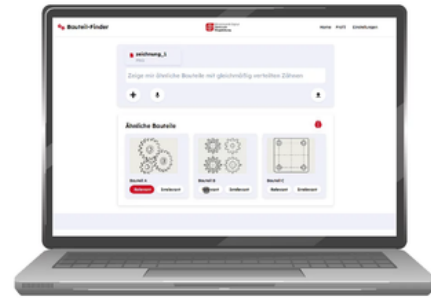 Bauteil-Finder
Home Profil Einstellungen
zeichnung_1
Zeige mir ähnliche Bauteile mit gleichmäßig verteilten Zähnen.
Ähnliche Bauteile
Bauteil A
Bauteil B
Bauteil C
Relevant Irrelevant
Irrelevant
Relevant Irrelevant